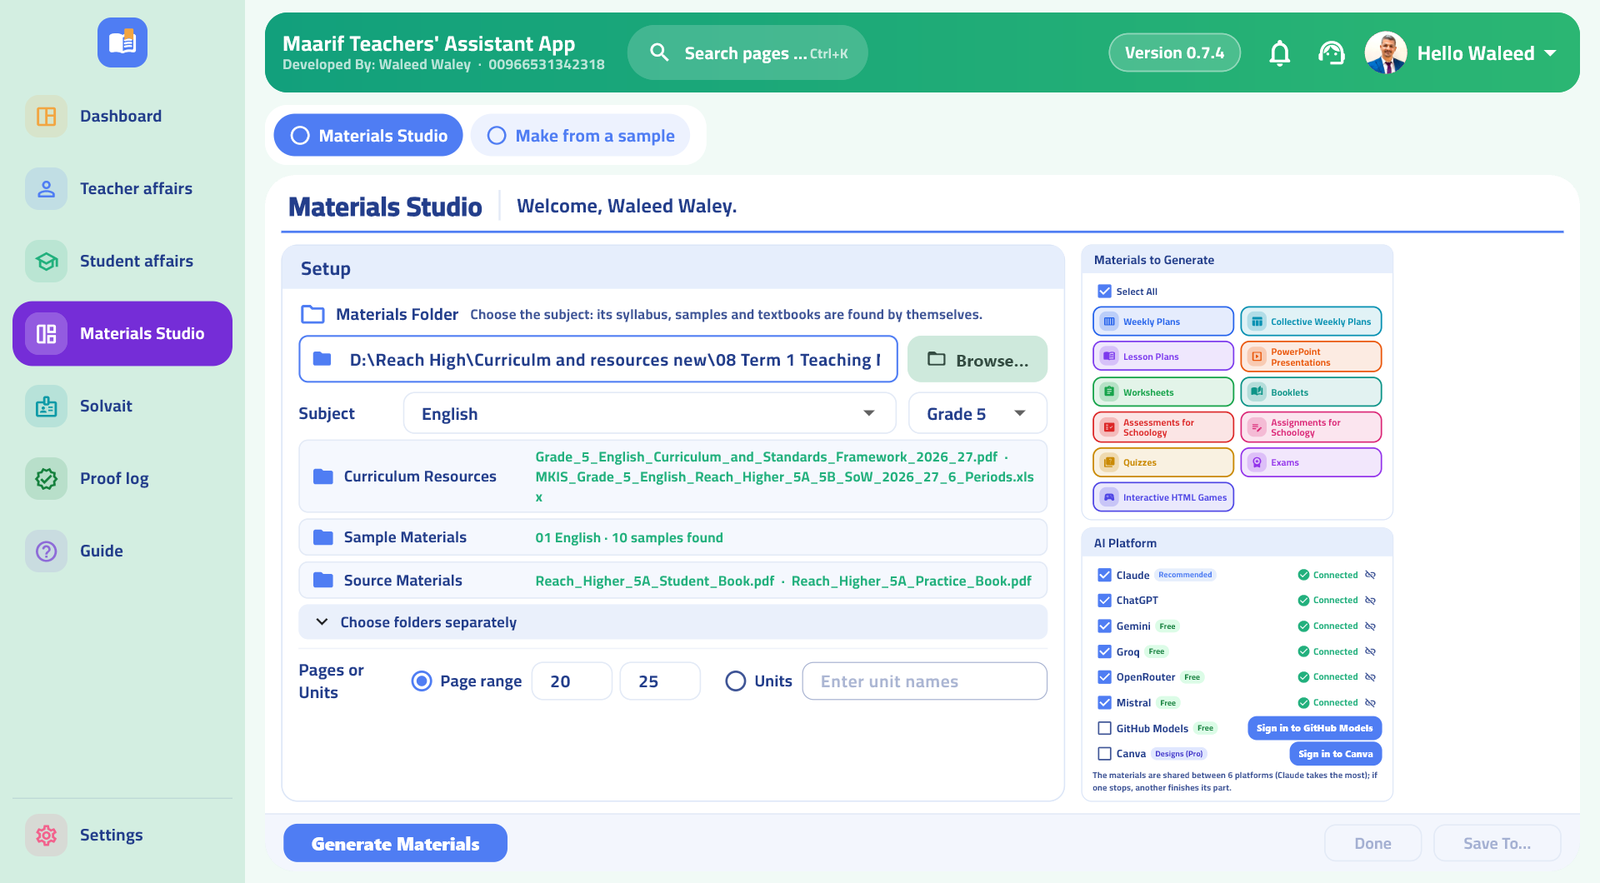 Maarif Teachers' Assistant App
Developed By: Waleed Waley · 00966531342318
Search pages ... Ctrl+K
Version 0.7.4
Hello Waleed
Dashboard
Teacher affairs
Student affairs
Materials Studio
Solvait
Proof log
Guide
Settings
Materials Studio
Make from a sample
Materials Studio
Welcome, Waleed Waley.
Setup
Materials Folder Choose the subject: its syllabus, samples and textbooks are found by themselves.
D:\Reach High\Curriculm and resources new\08 Term 1 Teaching
Browse...
Subject
English
Grade 5
Curriculum Resources
Grade_5_English_Curriculum_and_Standards_Framework_2026_27.pdf ·
MKIS_Grade_5_English_Reach_Higher_5A_5B_SoW_2026_27_6_Periods.xls
x
Sample Materials
01 English · 10 samples found
Source Materials
Reach_Higher_5A_Student_Book.pdf · Reach_Higher_5A_Practice_Book.pdf
Choose folders separately
Pages or
Units
Page range
20
25
Units
Enter unit names
Materials to Generate
Select All
Weekly Plans
Collective Weekly Plans
Lesson Plans
PowerPoint
Presentations
Worksheets
Booklets
Assessments for
Schoology
Assignments for
Schoology
Quizzes
Exams
Interactive HTML Games
AI Platform
Claude Recommended Connected
ChatGPT Connected
Gemini Free Connected
Groq Free Connected
OpenRouter Free Connected
Mistral Free Connected
GitHub Models Free Sign in to GitHub Models
Canva Designs (Pro) Sign in to Canva
The materials are shared between 6 platforms (Claude takes the most); if
one stops, another finishes its part.
Generate Materials
Done
Save To...